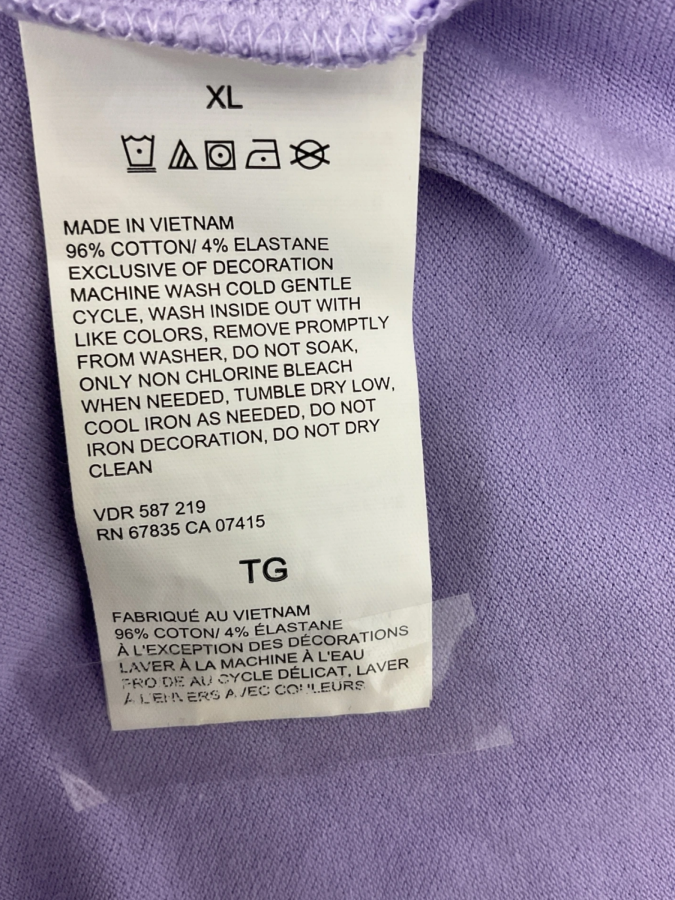 XL
MADE IN VIETNAM
96% COTTON/ 4% ELASTANE
EXCLUSIVE OF DECORATION
MACHINE WASH COLD GENTLE
CYCLE, WASH INSIDE OUT WITH
LIKE COLORS, REMOVE PROMPTLY
FROM WASHER, DO NOT SOAK,
ONLY NON CHLORINE BLEACH
WHEN NEEDED, TUMBLE DRY LOW,
COOL IRON AS NEEDED, DO NOT
IRON DECORATION, DO NOT DRY
CLEAN
VDR 587 219
RN 67835 CA 07415
TG
FABRIQUÉ AU VIETNAM
96% COTON/ 4% ÉLASTANE
À L'EXCEPTION DES DÉCORATIONS
LAVER À LA MACHINE À L'EAU
AU CYCLE DÉLICAT, LAVER
À L'ENVERS AVEC COULEURS